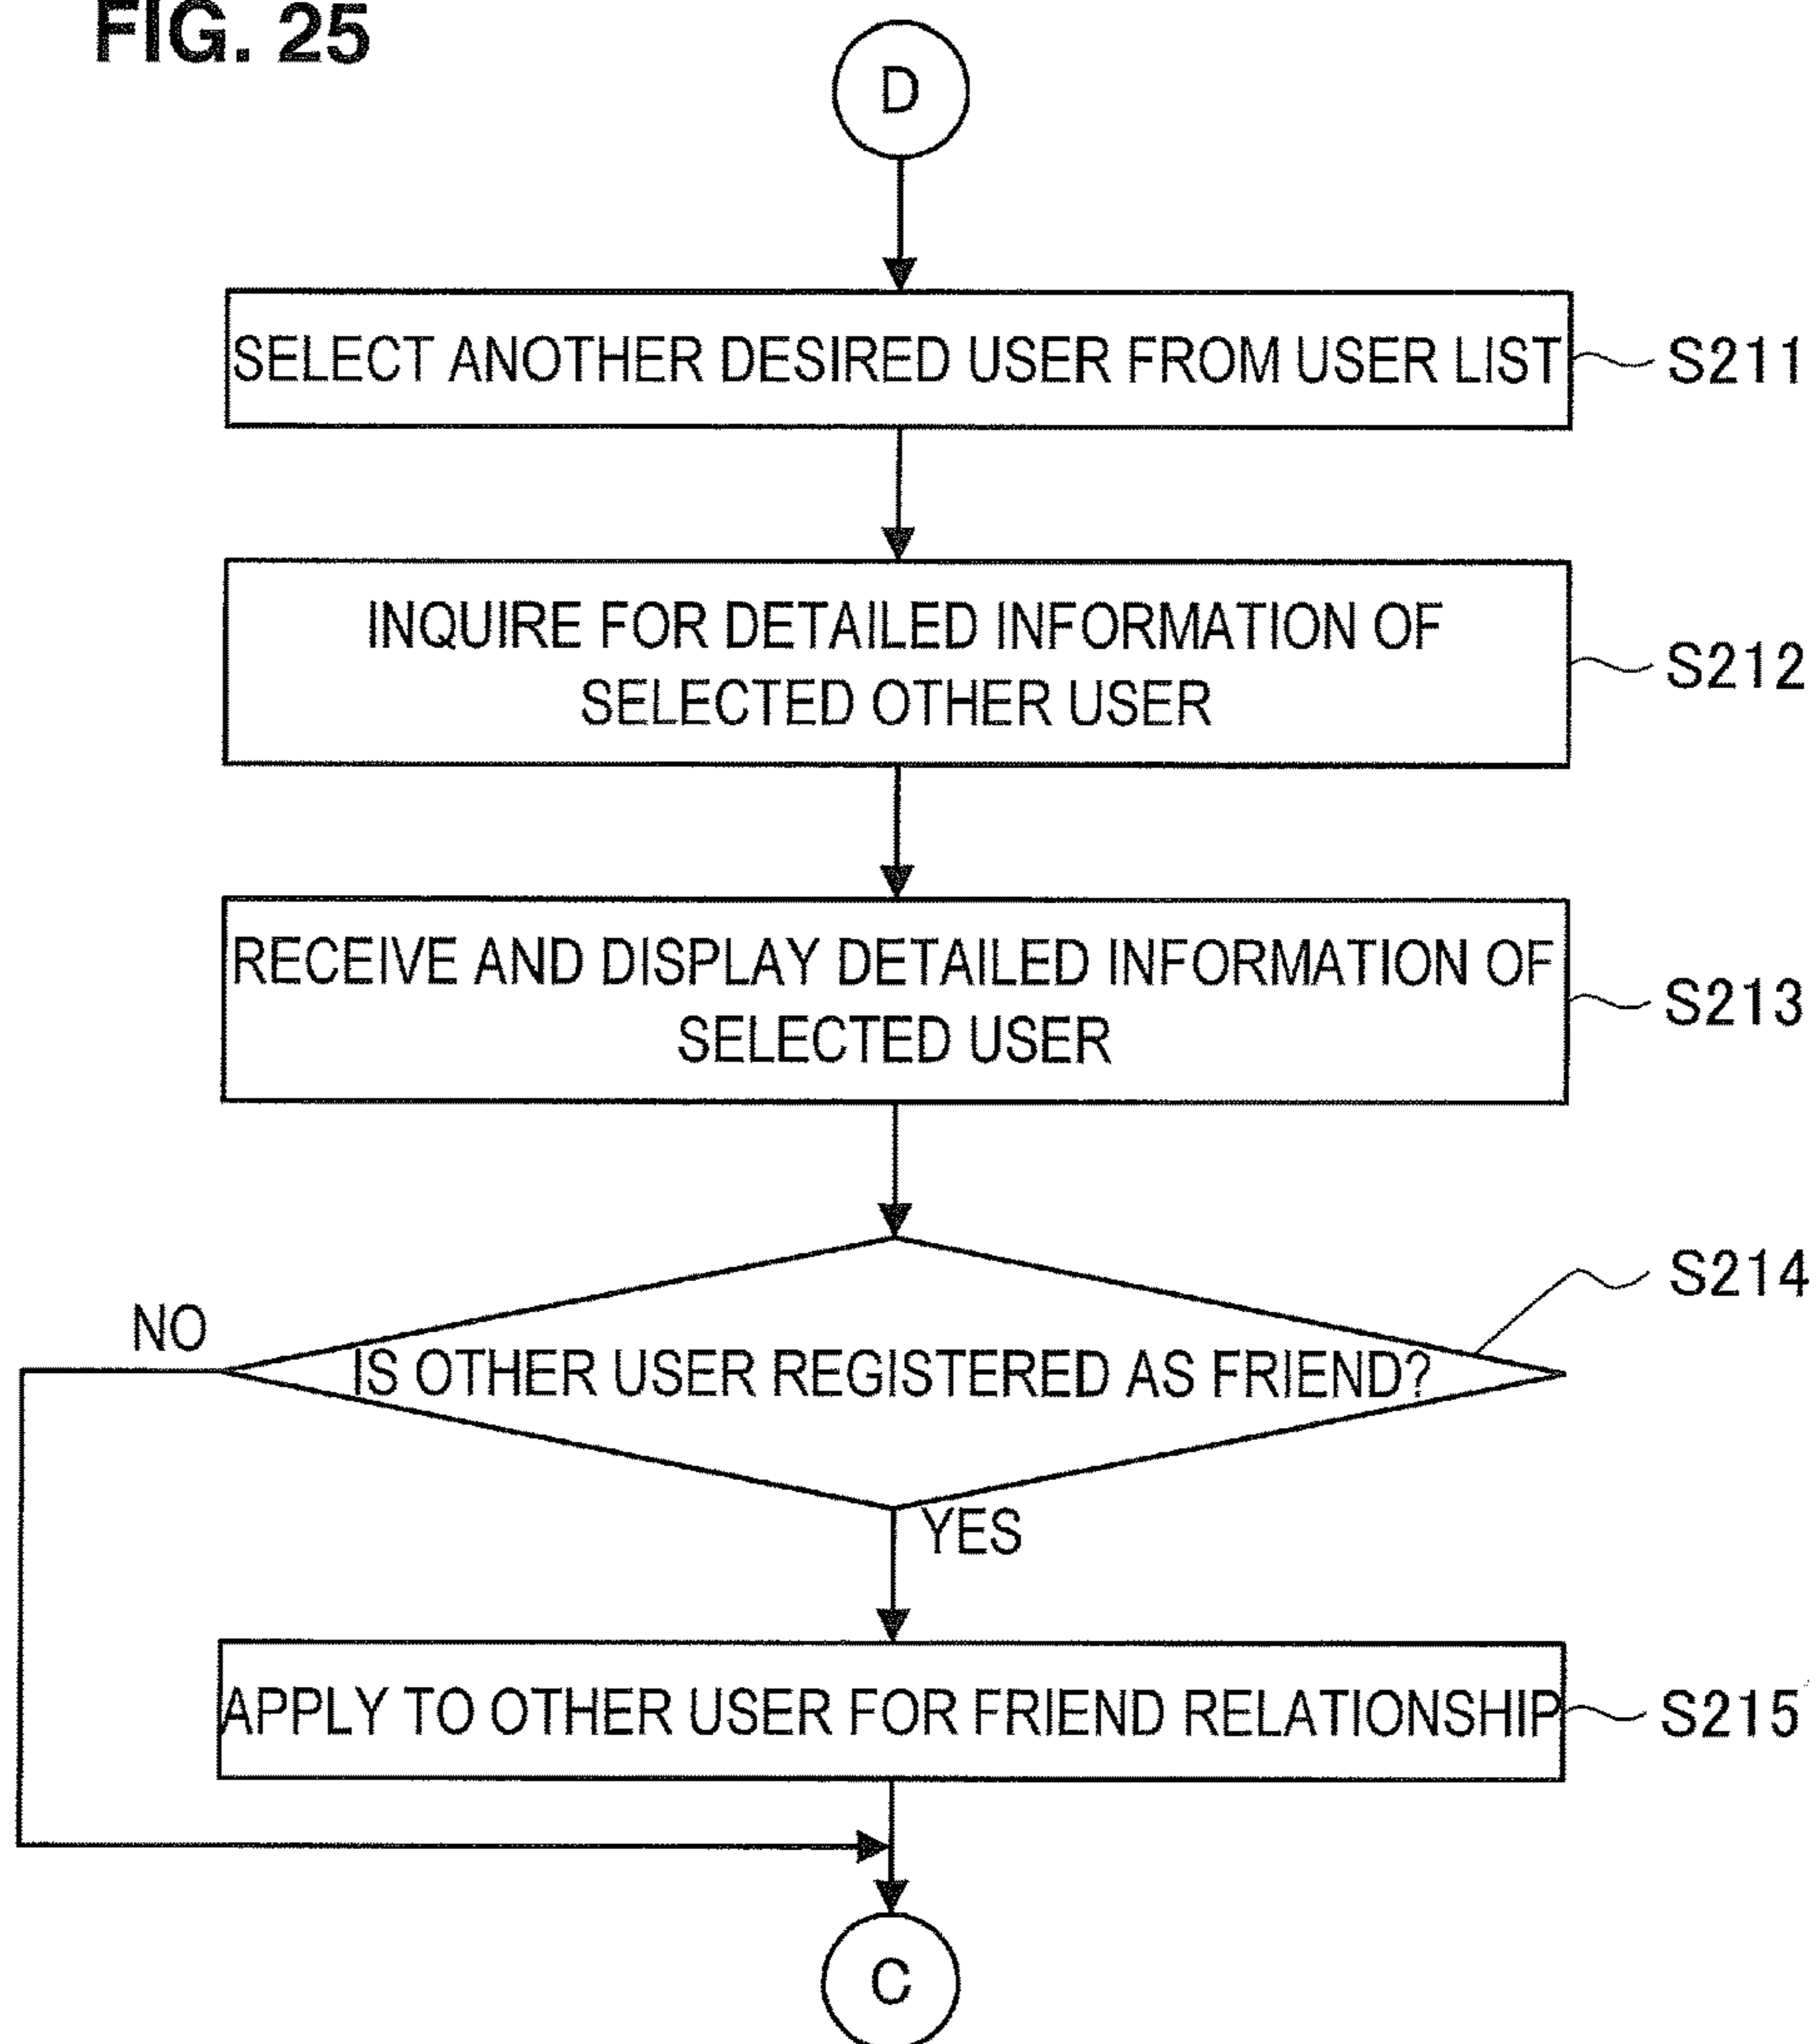 FIG. 25
D
SELECT ANOTHER DESIRED USER FROM USER LIST
S211
INQUIRE FOR DETAILED INFORMATION OF
SELECTED OTHER USER
S212
RECEIVE AND DISPLAY DETAILED INFORMATION OF
SELECTED USER
S213
S214
NO
IS OTHER USER REGISTERED AS FRIEND?
YES
APPLY TO OTHER USER FOR FRIEND RELATIONSHIP
S215
C